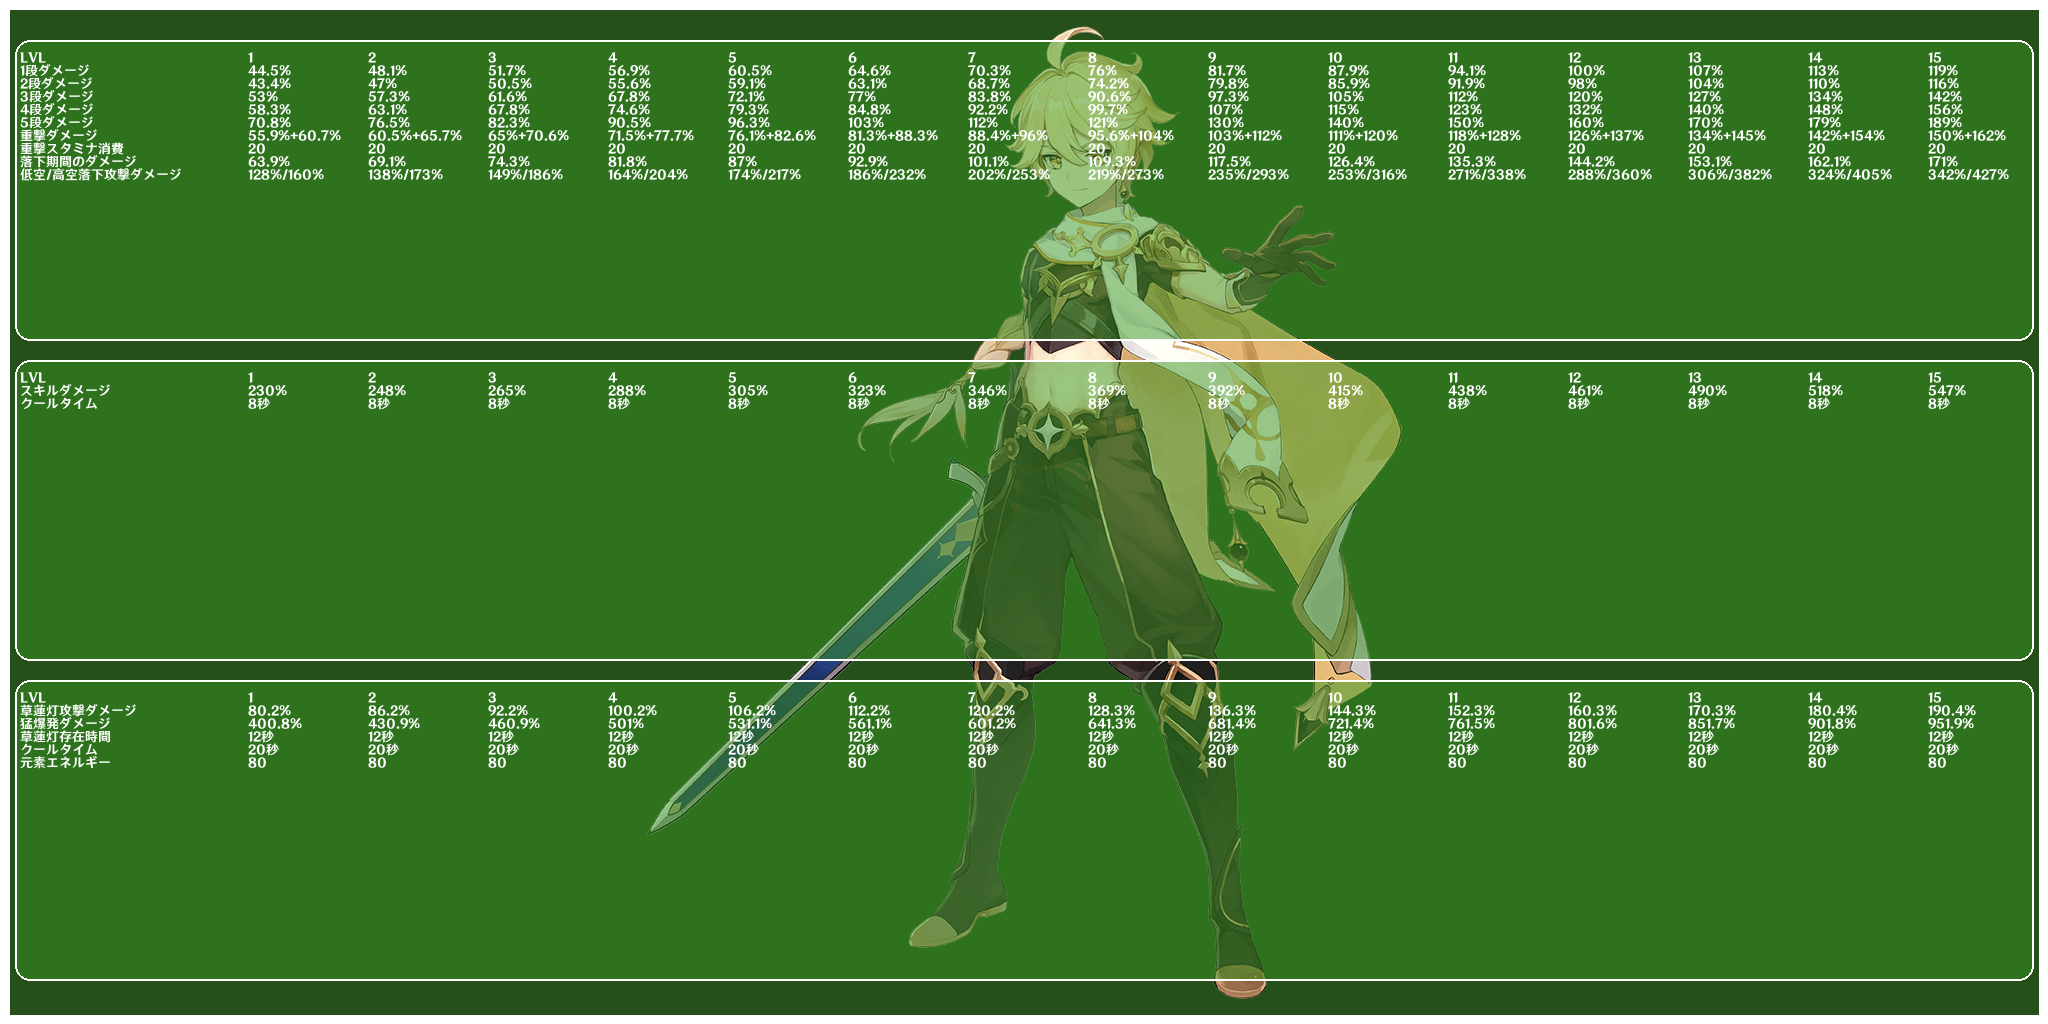 LVL 1 2 3 4 5 6 7 8 9 10 11 12 13 14 15
1段ダメージ 44.5% 48.1% 51.7% 56.9% 60.5% 64.6% 70.3% 76% 81.7% 87.9% 94.1% 100% 107% 113% 119%
2段ダメージ 43.4% 47% 50.5% 55.6% 59.1% 63.1% 68.7% 74.2% 79.8% 85.9% 91.9% 98% 104% 110% 116%
3段ダメージ 53% 57.3% 61.6% 67.8% 72.1% 77% 83.8% 90.6% 97.3% 105% 112% 120% 127% 134% 142%
4段ダメージ 58.3% 63.1% 67.8% 74.6% 79.3% 84.8% 92.2% 99.7% 107% 115% 123% 132% 140% 148% 156%
5段ダメージ 70.8% 76.5% 82.3% 90.5% 96.3% 103% 112% 121% 130% 140% 150% 160% 170% 179% 189%
重撃ダメージ 55.9%+60.7% 60.5%+65.7% 65%+70.6% 71.5%+77.7% 76.1%+82.6% 81.3%+88.3% 88.4%+96% 95.6%+104% 103%+112% 111%+120% 118%+128% 126%+137% 134%+145% 142%+154% 150%+162%
重撃スタミナ消費 20 20 20 20 20 20 20 20 20 20 20 20 20 20 20
落下期間のダメージ 63.9% 69.1% 74.3% 81.8% 87% 92.9% 101.1% 109.3% 117.5% 126.4% 135.3% 144.2% 153.1% 162.1% 171%
低空/高空落下攻撃ダメージ 128%/160% 138%/173% 149%/186% 164%/204% 174%/217% 186%/232% 202%/253% 219%/273% 235%/293% 253%/316% 271%/338% 288%/360% 306%/382% 324%/405% 342%/427%
LVL 1 2 3 4 5 6 7 8 9 10 11 12 13 14 15
スキルダメージ 230% 248% 265% 288% 305% 323% 346% 369% 392% 415% 438% 461% 490% 518% 547%
クールタイム 8秒 8秒 8秒 8秒 8秒 8秒 8秒 8秒 8秒 8秒 8秒 8秒 8秒 8秒 8秒
LVL 1 2 3 4 5 6 7 8 9 10 11 12 13 14 15
草蓮灯攻撃ダメージ 80.2% 86.2% 92.2% 100.2% 106.2% 112.2% 120.2% 128.3% 136.3% 144.3% 152.3% 160.3% 170.3% 180.4% 190.4%
猛爆発ダメージ 400.8% 430.9% 460.9% 501% 531.1% 561.1% 601.2% 641.3% 681.4% 721.4% 761.5% 801.6% 851.7% 901.8% 951.9%
草蓮灯存在時間 12秒 12秒 12秒 12秒 12秒 12秒 12秒 12秒 12秒 12秒 12秒 12秒 12秒 12秒 12秒
クールタイム 20秒 20秒 20秒 20秒 20秒 20秒 20秒 20秒 20秒 20秒 20秒 20秒 20秒 20秒 20秒
元素エネルギー 80 80 80 80 80 80 80 80 80 80 80 80 80 80 80